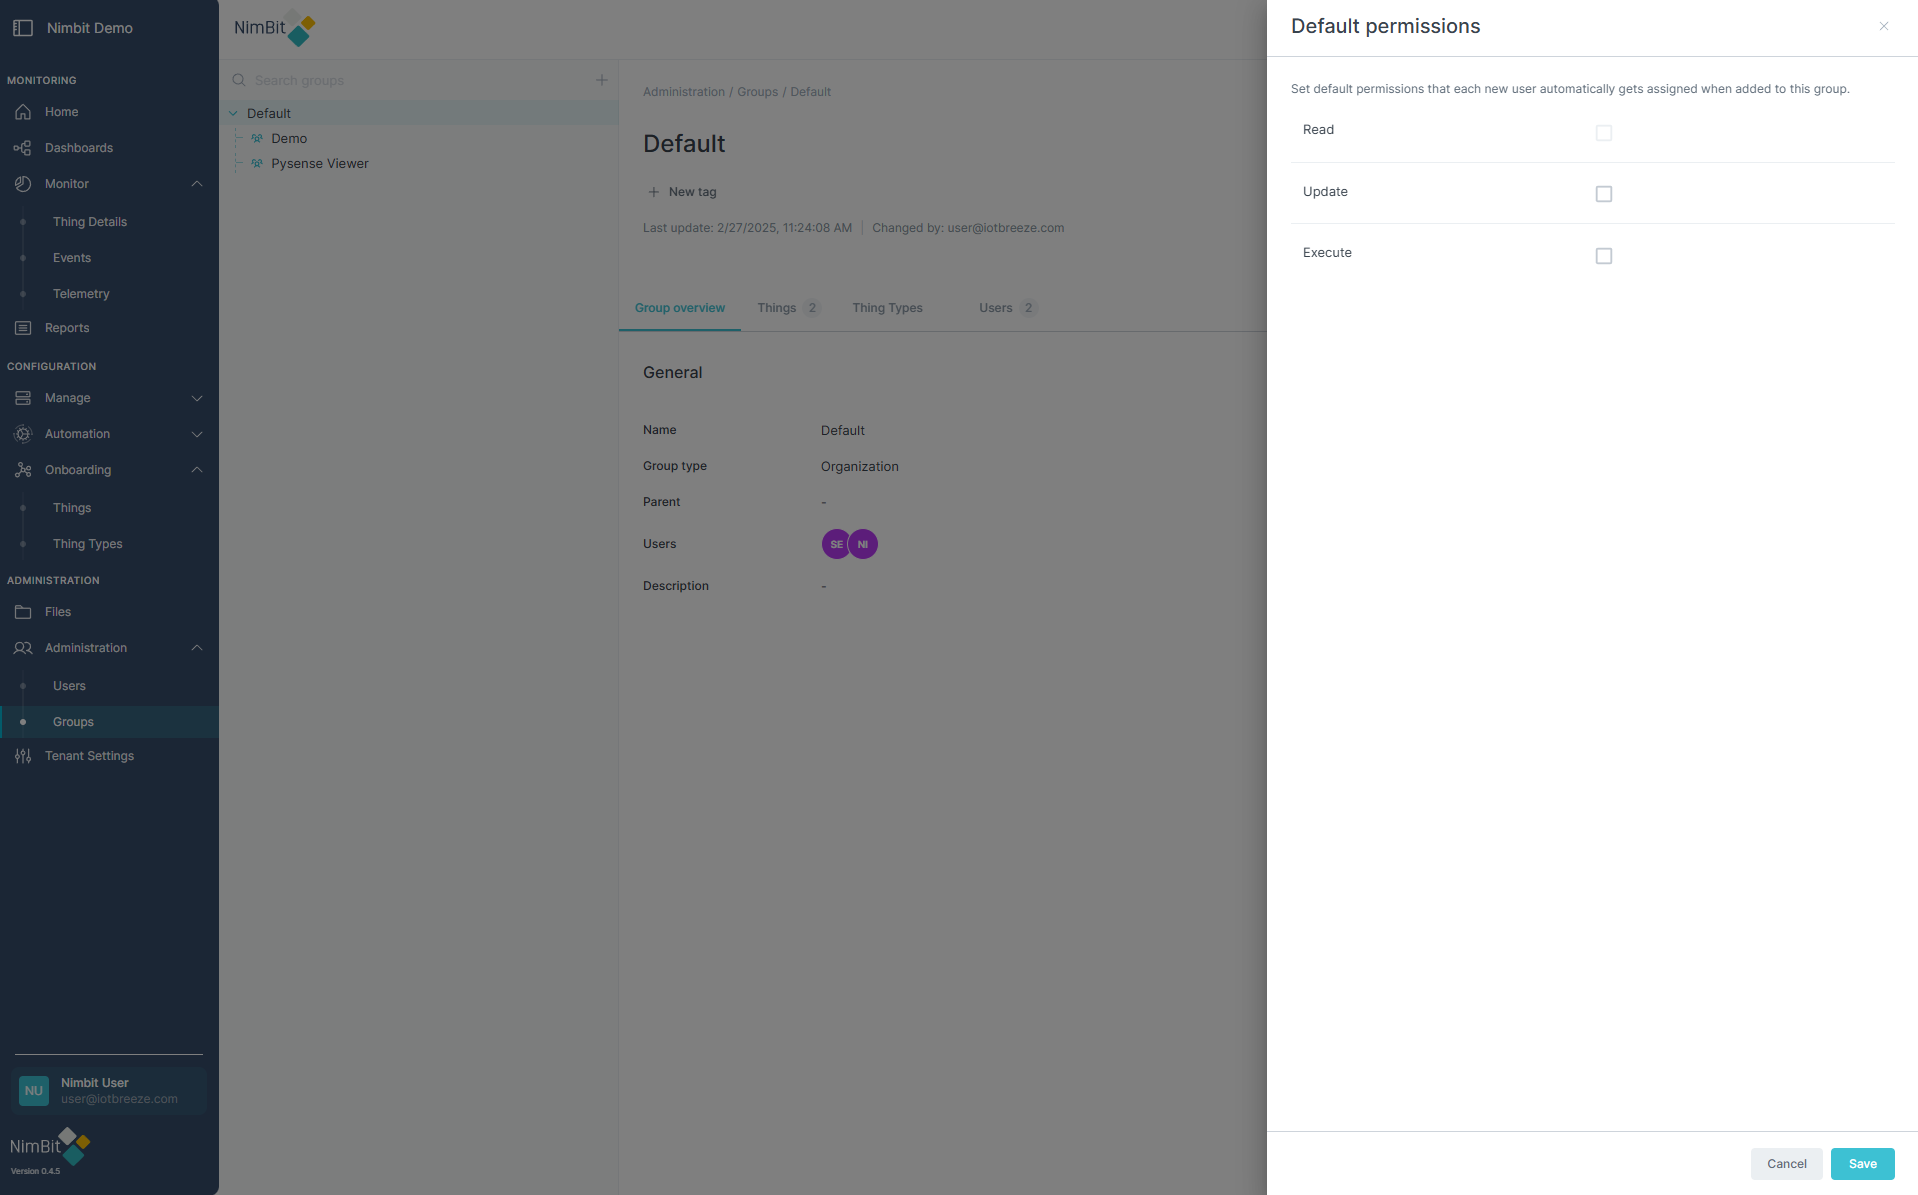 Nimbit Demo
MONITORING
Home
Dashboards
Monitor
Thing Details
Events
Telemetry
Reports
CONFIGURATION
Manage
Automation
Onboarding
Things
Thing Types
ADMINISTRATION
Files
Administration
Users
Groups
Tenant Settings
NU
Nimbit User
user@iotbreeze.com
NimBit
Version 0.4.5
NimBit
Search groups
Default
Demo
Pysense Viewer
Administration / Groups / Default
Default
New tag
Last update: 2/27/2025, 11:24:08 AM
Changed by: user@iotbreeze.com
Group overview
Things 2
Thing Types
Users 2
General
Name
Default
Group type
Organization
Parent
-
Users
SE NI
Description
-
Default permissions
Set default permissions that each new user automatically gets assigned when added to this group.
Read
Update
Execute
Cancel
Save